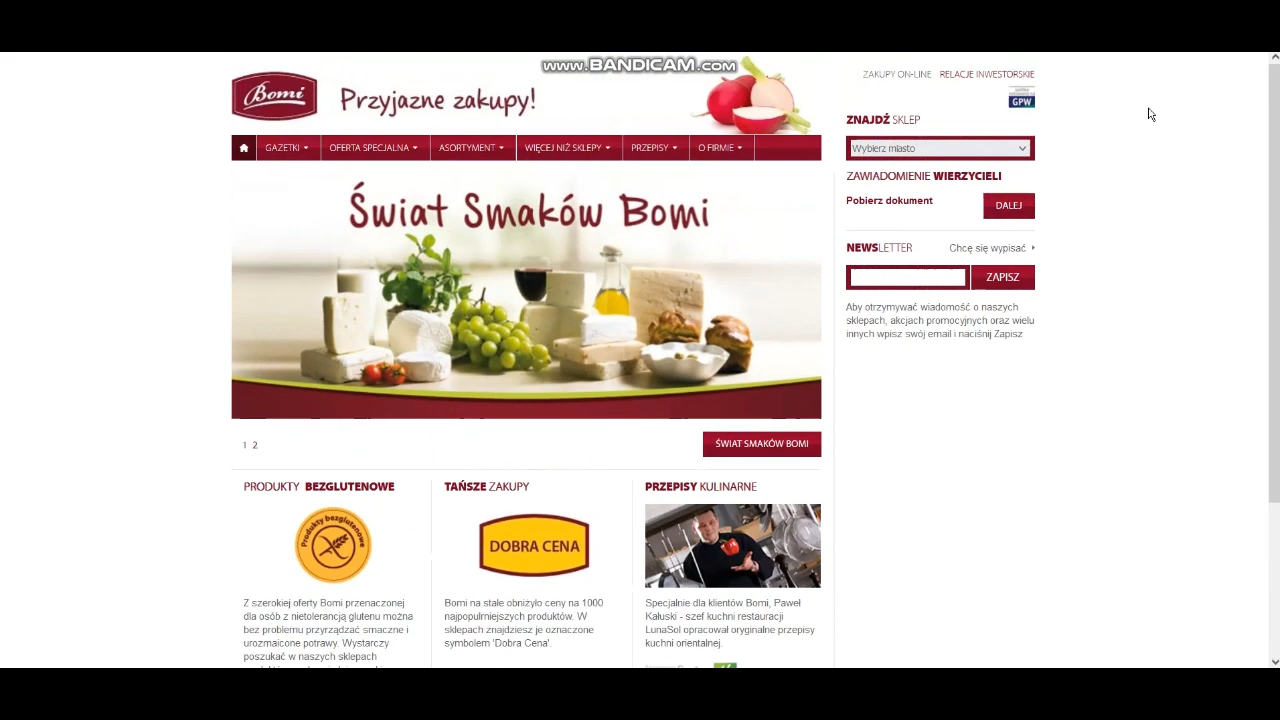 www.BANDICAM.com
Bomi
Przyjazne zakupy!
ZAKUPY ON-LINE RELACJE INWESTORSKIE
GPW
GAZETKI OFERTA SPECJALNA ASORTYMENT WIĘCEJ NIŻ SKLEPY PRZEPISY O FIRMIE
Świat Smaków Bomi
1 2
ŚWIAT SMAKÓW BOMI
ZNAJDŹ SKLEP
Wybierz miasto
ZAWIADOMIENIE WIERZYCIELI
Pobierz dokument
DALEJ
NEWSLETTER Chcę się wypisać
ZAPISZ
Aby otrzymywać wiadomość o naszych
sklepach, akcjach promocyjnych oraz wielu
innych wpisz swój email i naciśnij Zapisz
PRODUKTY BEZGLUTENOWE
Produkty bezglutenowe
Z szerokiej oferty Bomi przenaczonej
dla osób z nietolerancją glutenu można
bez problemu przyrządzać smaczne i
urozmaicone potrawy. Wystarczy
poszukać w naszych sklepach
TAŃSZE ZAKUPY
DOBRA CENA
Bomi na stałe obniżyło ceny na 1000
najpopulrniejszych produktów. W
sklepach znajdziesz je oznaczone
symbolem 'Dobra Cena'.
PRZEPISY KULINARNE
Specjalnie dla klientów Bomi, Paweł
Kałuski - szef kuchni restauracji
LunaSol opracował oryginalne przepisy
kuchni orientalnej.